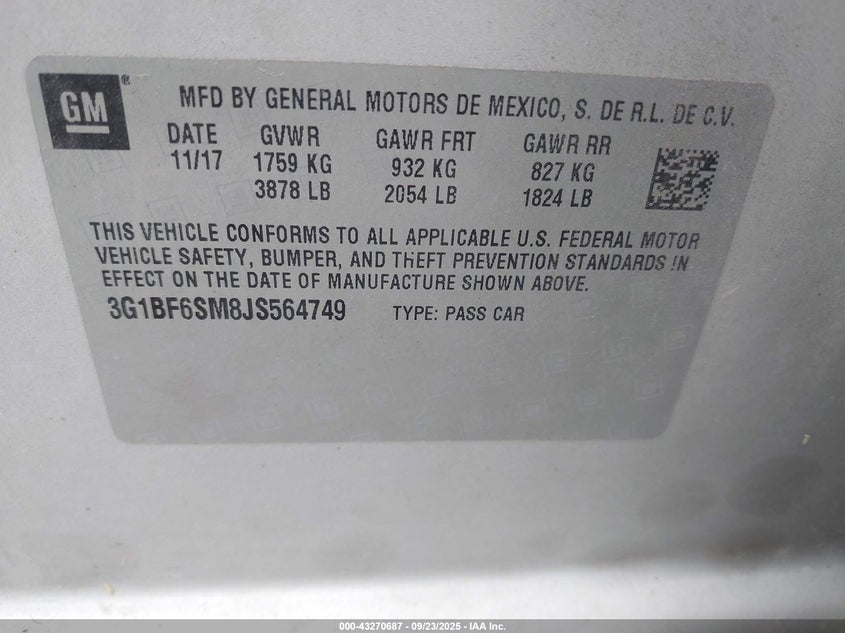 GM®
MFD BY GENERAL MOTORS DE MEXICO, S. DE R.L. DE C.V.
DATE GVWR GAWR FRT GAWR RR
11/17 1759 KG 932 KG 827 KG
3878 LB 2054 LB 1824 LB
THIS VEHICLE CONFORMS TO ALL APPLICABLE U.S. FEDERAL MOTOR
VEHICLE SAFETY, BUMPER, AND THEFT PREVENTION STANDARDS IN
EFFECT ON THE DATE OF MANUFACTURE SHOWN ABOVE.
3G1BF6SM8JS564749 TYPE: PASS CAR
000-43270687 - 09/23/2025 - IAA Inc.